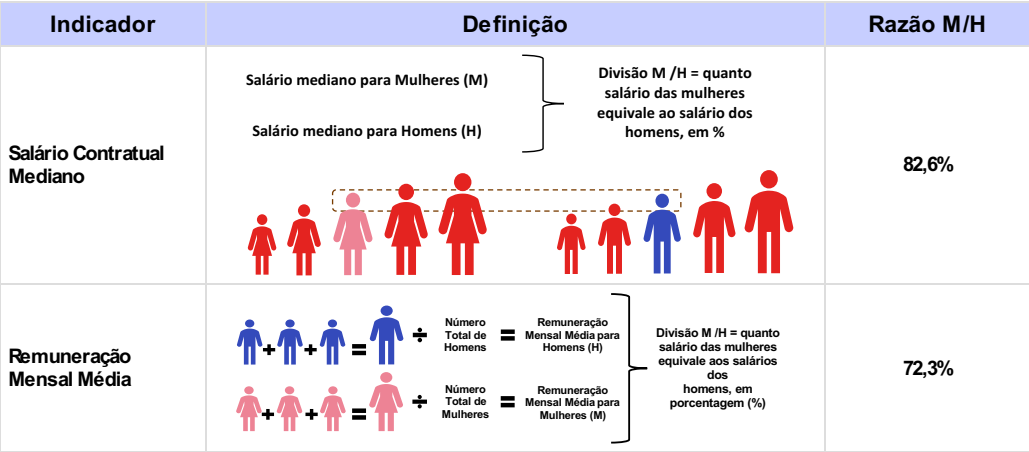 Indicador
Definição
Razão M/H
Salário Contratual
Mediano
Salário mediano para Mulheres (M)
Salário mediano para Homens (H)
Divisão M /H = quanto
salário das mulheres
equivale ao salário dos
homens, em %
82,6%
Remuneração
Mensal Média
+ + = ÷
Número
Total de
Homens
=
Remuneração
Mensal Média para
Homens (H)
+ + = ÷
Número
Total de
Mulheres
=
Remuneração
Mensal Média para
Mulheres (M)
Divisão M /H = quanto
salário das mulheres
equivale aos salários
dos
homens, em
porcentagem (%)
72,3%